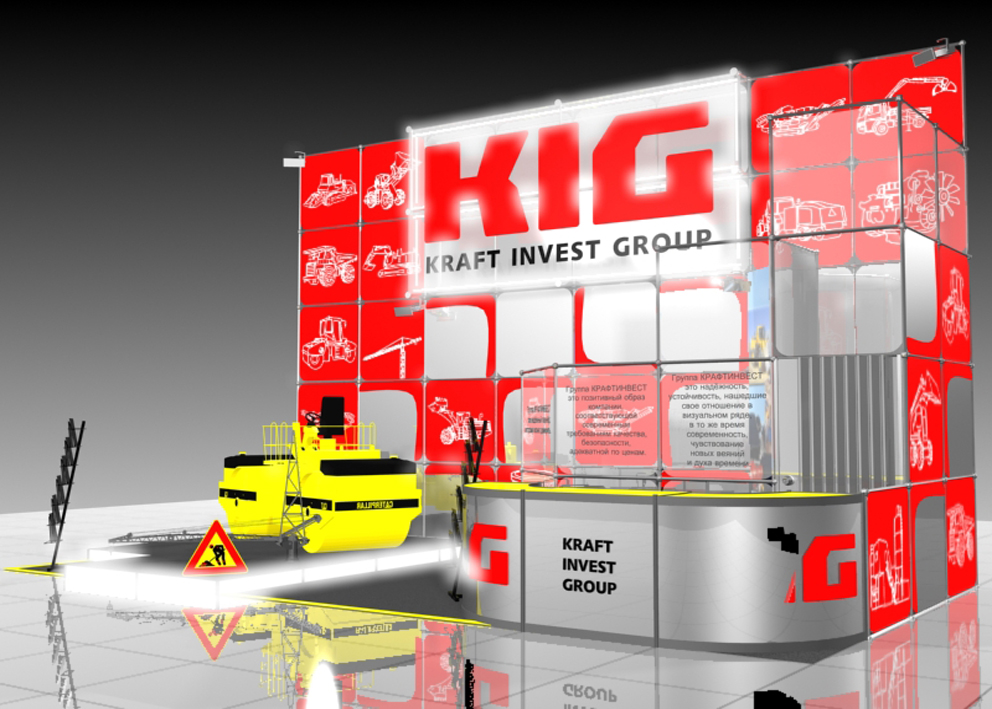 KIG
KRAFT INVEST GROUP
Группа КРАФТИНВЕСТ
это позитивный образ
компании,
соответствующей
современным
требованиям качества,
безопасности,
адекватной по ценам.
Группа КРАФТИНВЕСТ
это надёжность,
устойчивость, нашедшие
свое отношение в
визуальном ряде,
в то же время
современность,
чувствование
новых веяний
и духа времени
CATERPILLAR
G
KRAFT
INVEST
GROUP
G
GROUP